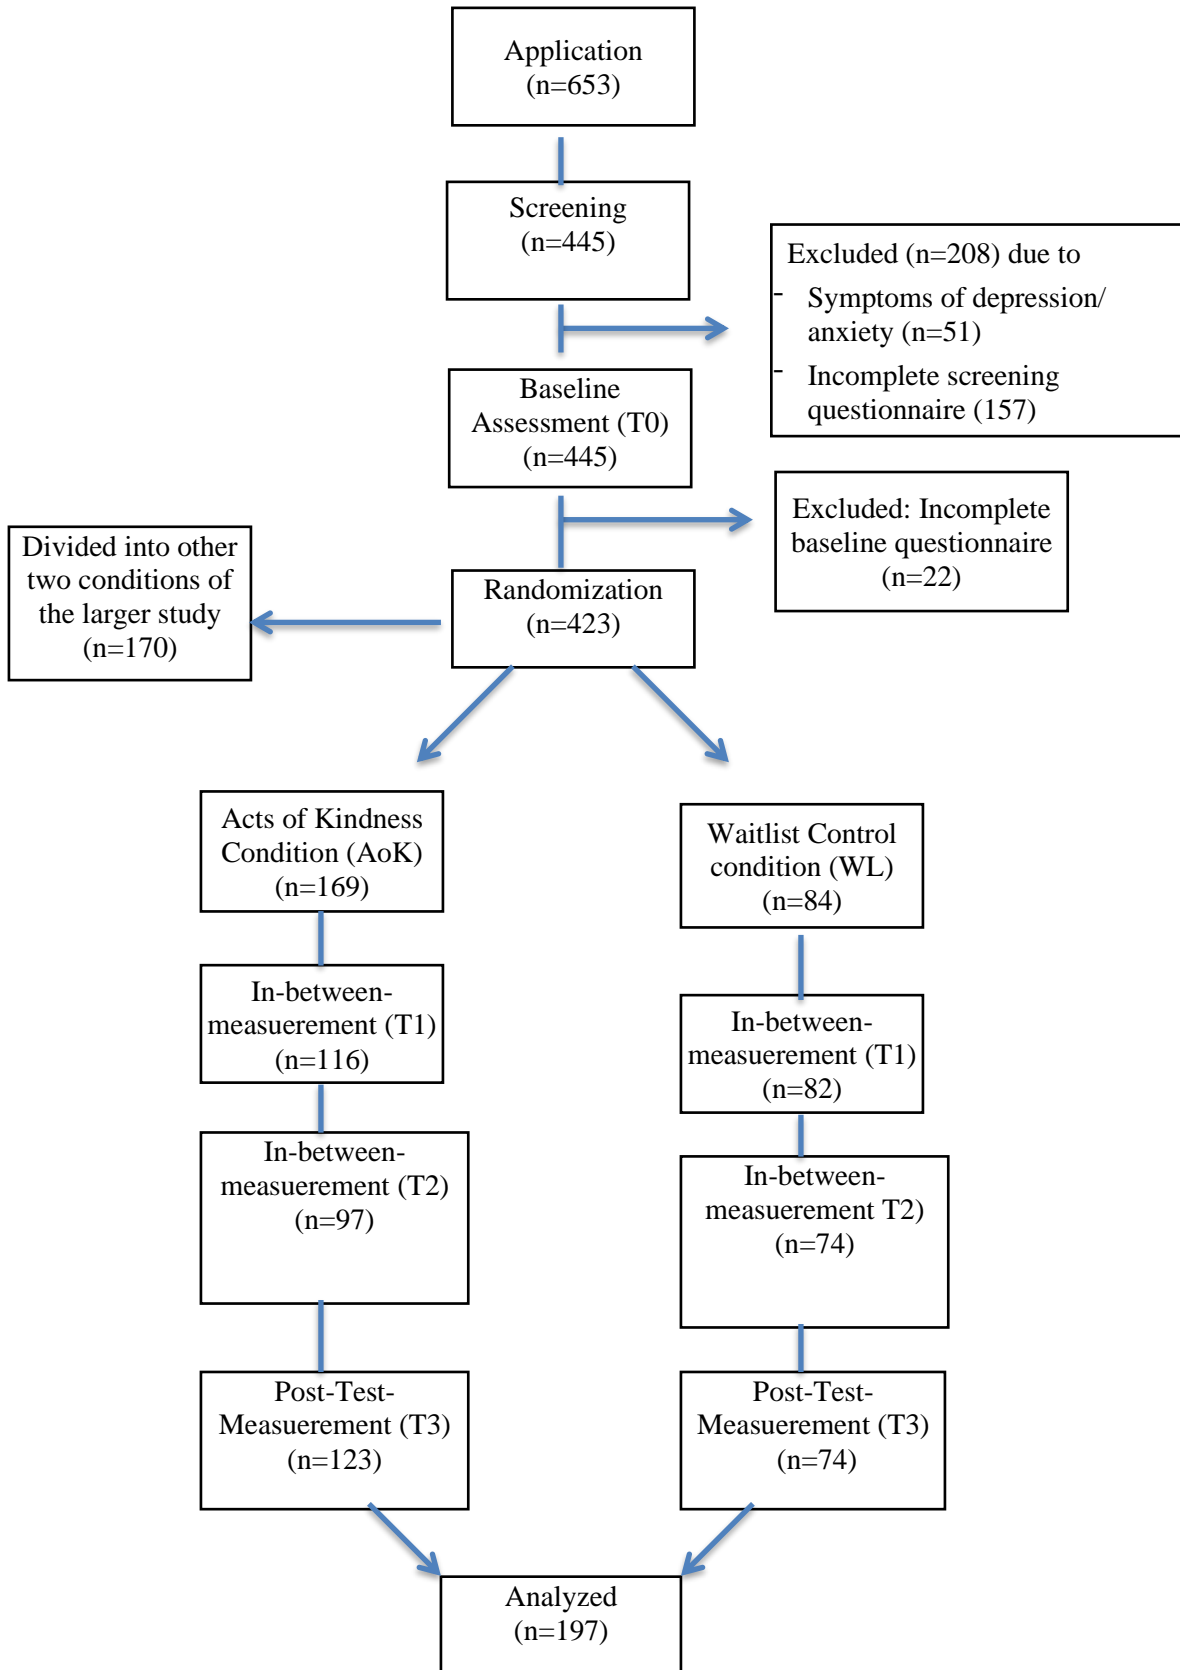 Application
(n=653)
Screening
(n=445)
Excluded (n=208) due to
- Symptoms of depression/
anxiety (n=51)
- Incomplete screening
questionnaire (157)
Baseline
Assessment (T0)
(n=445)
Excluded: Incomplete
baseline questionnaire
(n=22)
Divided into other
two conditions of
the larger study
(n=170)
Randomization
(n=423)
Acts of Kindness
Condition (AoK)
(n=169)
Waitlist Control
condition (WL)
(n=84)
In-between-
measuerement (T1)
(n=116)
In-between-
measuerement (T1)
(n=82)
In-between-
measuerement (T2)
(n=97)
In-between-
measuerement T2)
(n=74)
Post-Test-
Measuerement (T3)
(n=123)
Post-Test-
Measuerement (T3)
(n=74)
Analyzed
(n=197)